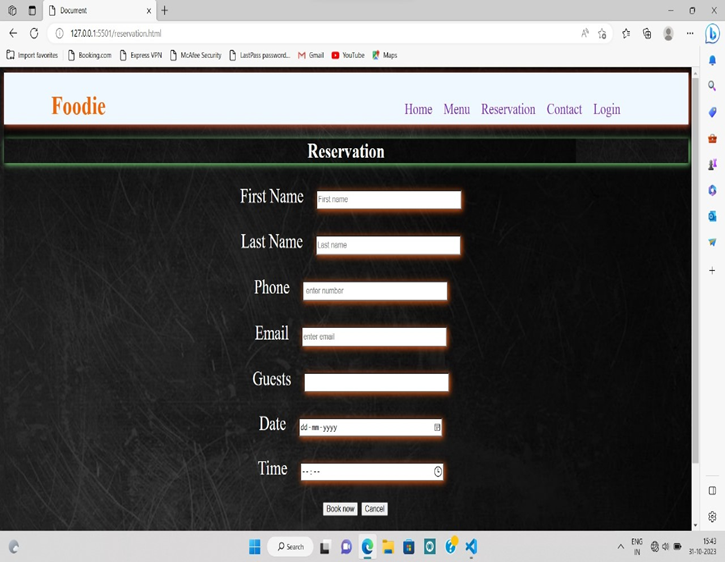 Document
127.0.0.1:5501/reservation.html
Import favorites Booking.com Express VPN McAfee Security LastPass password... Gmail YouTube Maps
Foodie
Home Menu Reservation Contact Login
Reservation
First Name First name
Last Name Last name
Phone enter number
Email enter email
Guests
Date dd-mm-yyyy
Time --:--
Book now Cancel
Search
ENG
IN
15:43
31-10-2023